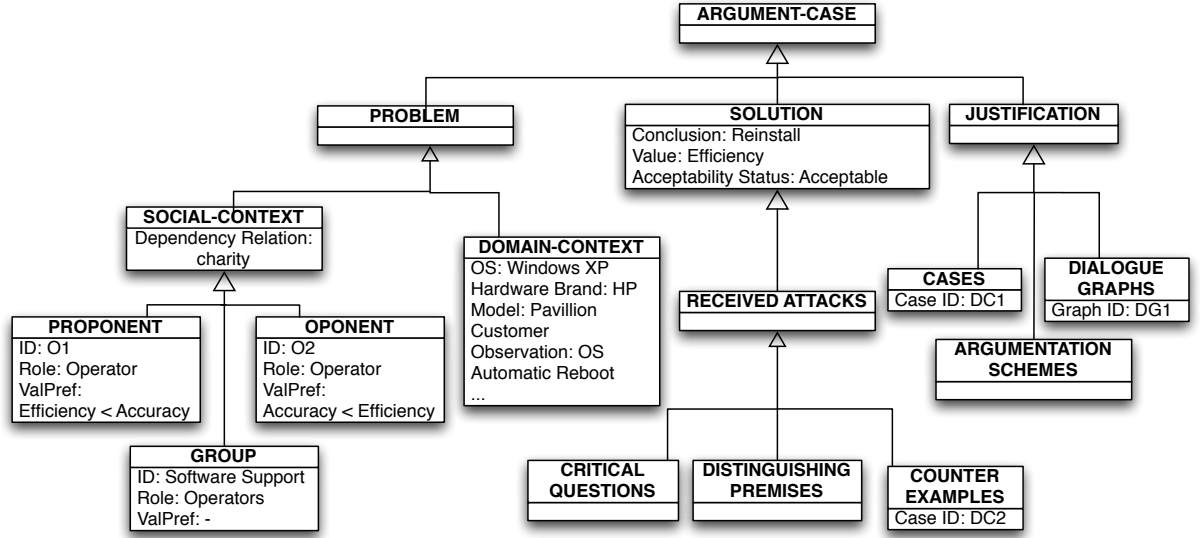 ARGUMENT-CASE
PROBLEM
SOLUTION
Conclusion: Reinstall
Value: Efficiency
Acceptability Status: Acceptable
JUSTIFICATION
SOCIAL-CONTEXT
Dependency Relation:
charity
DOMAIN-CONTEXT
OS: Windows XP
Hardware Brand: HP
Model: Pavillion
Customer
Observation: OS
Automatic Reboot
...
RECEIVED ATTACKS
CASES
Case ID: DC1
DIALOGUE
GRAPHS
Graph ID: DG1
ARGUMENTATION
SCHEMES
PROPONENT
ID: O1
Role: Operator
ValPref:
Efficiency < Accuracy
OPONENT
ID: O2
Role: Operator
ValPref:
Accuracy < Efficiency
GROUP
ID: Software Support
Role: Operators
ValPref: -
CRITICAL
QUESTIONS
DISTINGUISHING
PREMISES
COUNTER
EXAMPLES
Case ID: DC2